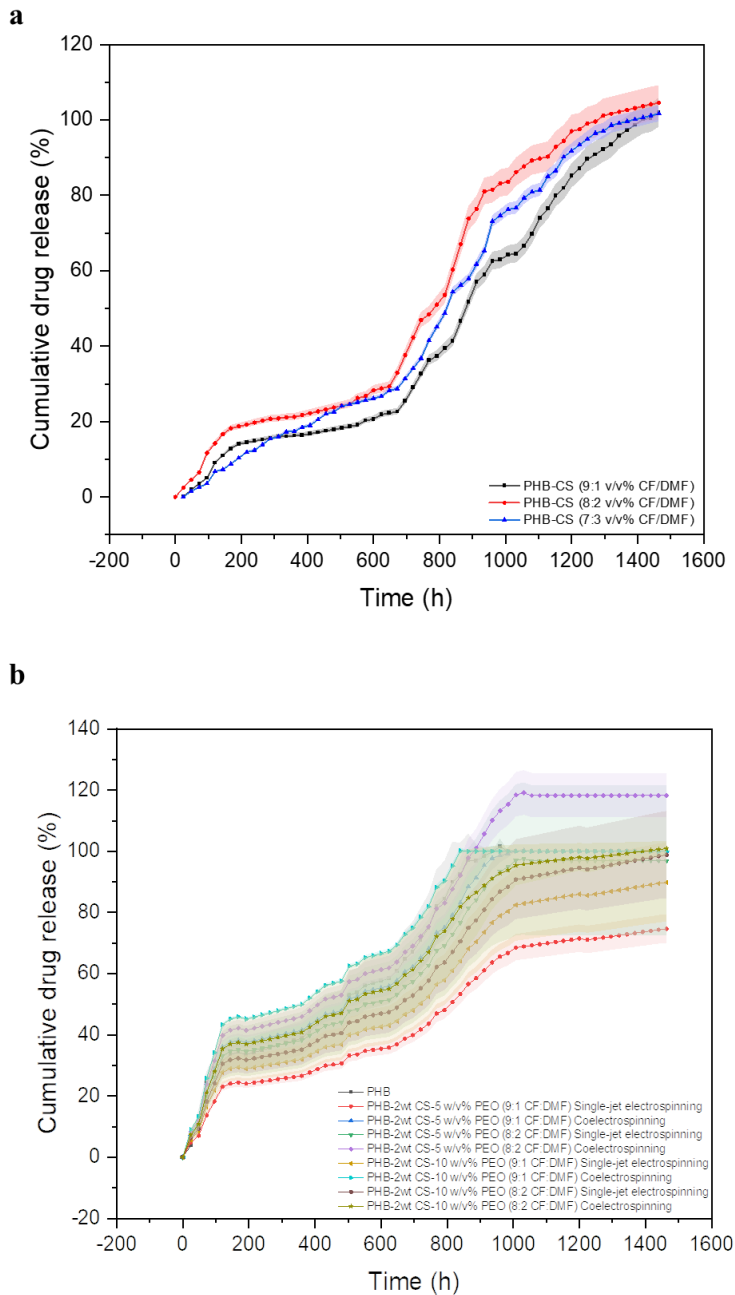 a
120
100
80
60
40
20
0
-20
Cumulative drug release (%)
PHB-CS (9:1 v/v% CF/DMF)
PHB-CS (8:2 v/v% CF/DMF)
PHB-CS (7:3 v/v% CF/DMF)
-200 0 200 400 600 800 1000 1200 1400 1600
Time (h)
b
140
120
100
80
60
40
20
0
-20
Cumulative drug release (%)
PHB
PHB-2wt CS-5 w/v% PEO (9:1 CF:DMF) Single-jet electrospinning
PHB-2wt CS-5 w/v% PEO (9:1 CF:DMF) Coelectrospinning
PHB-2wt CS-5 w/v% PEO (8:2 CF:DMF) Single-jet electrospinning
PHB-2wt CS-5 w/v% PEO (8:2 CF:DMF) Coelectrospinning
PHB-2wt CS-10 w/v% PEO (9:1 CF:DMF) Single-jet electrospinning
PHB-2wt CS-10 w/v% PEO (9:1 CF:DMF) Coelectrospinning
PHB-2wt CS-10 w/v% PEO (8:2 CF:DMF) Single-jet electrospinning
PHB-2wt CS-10 w/v% PEO (8:2 CF:DMF) Coelectrospinning
-200 0 200 400 600 800 1000 1200 1400 1600
Time (h)